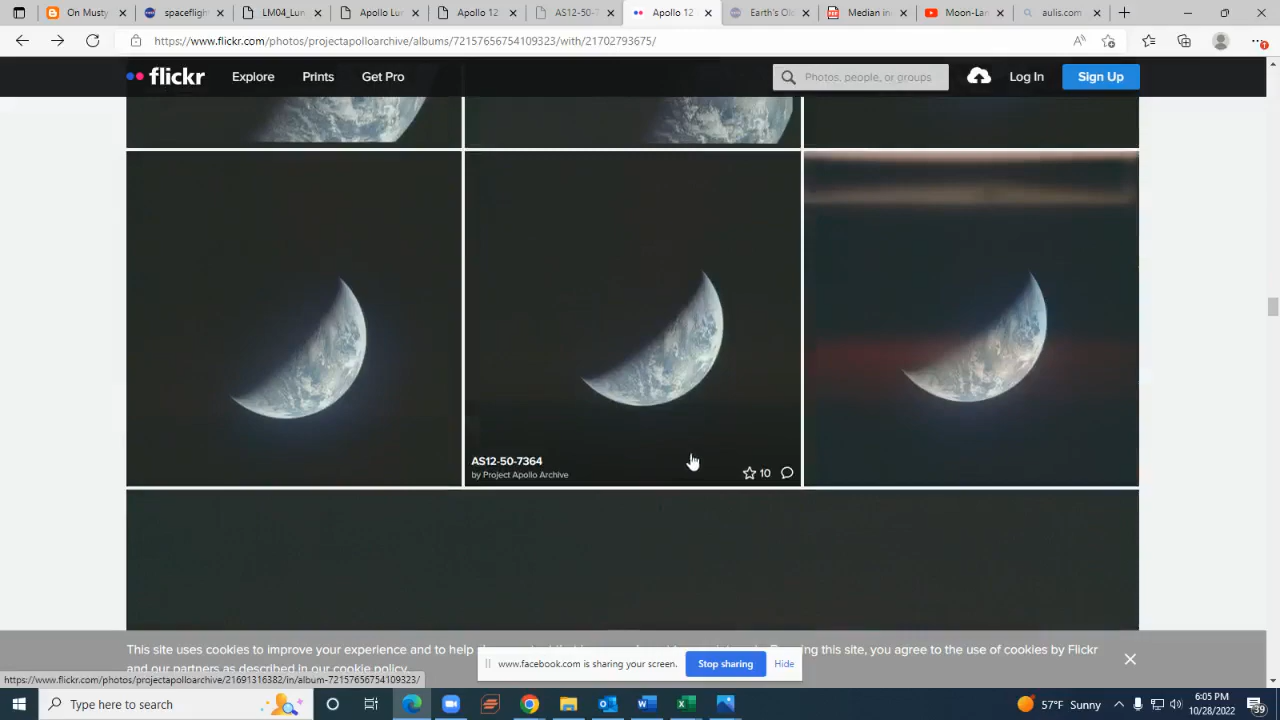 On Musty
spaceflight
LM04_Lun
Apollo Lun
Apollo 12
AS12-50-7
Apollo 12
Earth's Ol
Median in
Moon-Lan
aulis.com
https://www.flickr.com/photos/projectapolloarchive/albums/72157656754109323/with/21702793675/
flickr
Explore
Prints
Get Pro
Photos, people, or groups
Log In
Sign Up
AS12-50-7364
by Project Apollo Archive
10
This site uses cookies to improve your experience and to help
ing this site, you agree to the use of cookies by Flickr
and our partners as described in our cookie policy.
www.facebook.com is sharing your screen.
Stop sharing
Hide
https://www.flickr.com/photos/projectapolloarchive/21691316382/in/album-72157656754109323/
Type here to search
57°F Sunny
6:05 PM
10/28/2022
39